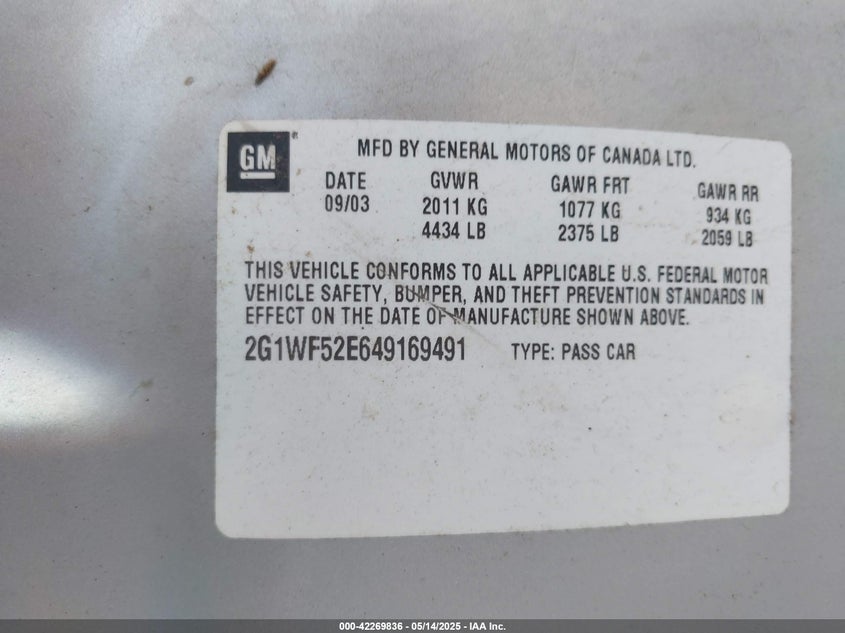 GM®
MFD BY GENERAL MOTORS OF CANADA LTD.
DATE GVWR GAWR FRT GAWR RR
09/03 2011 KG 1077 KG 934 KG
4434 LB 2375 LB 2059 LB
THIS VEHICLE CONFORMS TO ALL APPLICABLE U.S. FEDERAL MOTOR
VEHICLE SAFETY, BUMPER, AND THEFT PREVENTION STANDARDS IN
EFFECT ON THE DATE OF MANUFACTURE SHOWN ABOVE.
2G1WF52E649169491 TYPE: PASS CAR
000-42269836 - 05/14/2025 - IAA Inc.